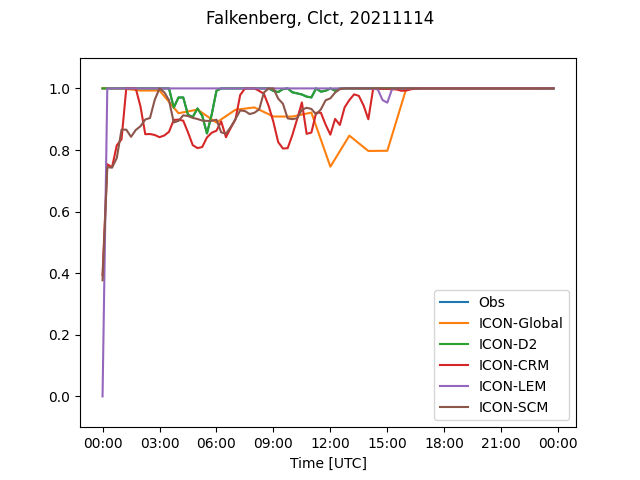 Falkenberg, Clct, 20211114
1.0
0.8
0.6
0.4
0.2
0.0
Obs
ICON-Global
ICON-D2
ICON-CRM
ICON-LEM
ICON-SCM
00:00 03:00 06:00 09:00 12:00 15:00 18:00 21:00 00:00
Time [UTC]